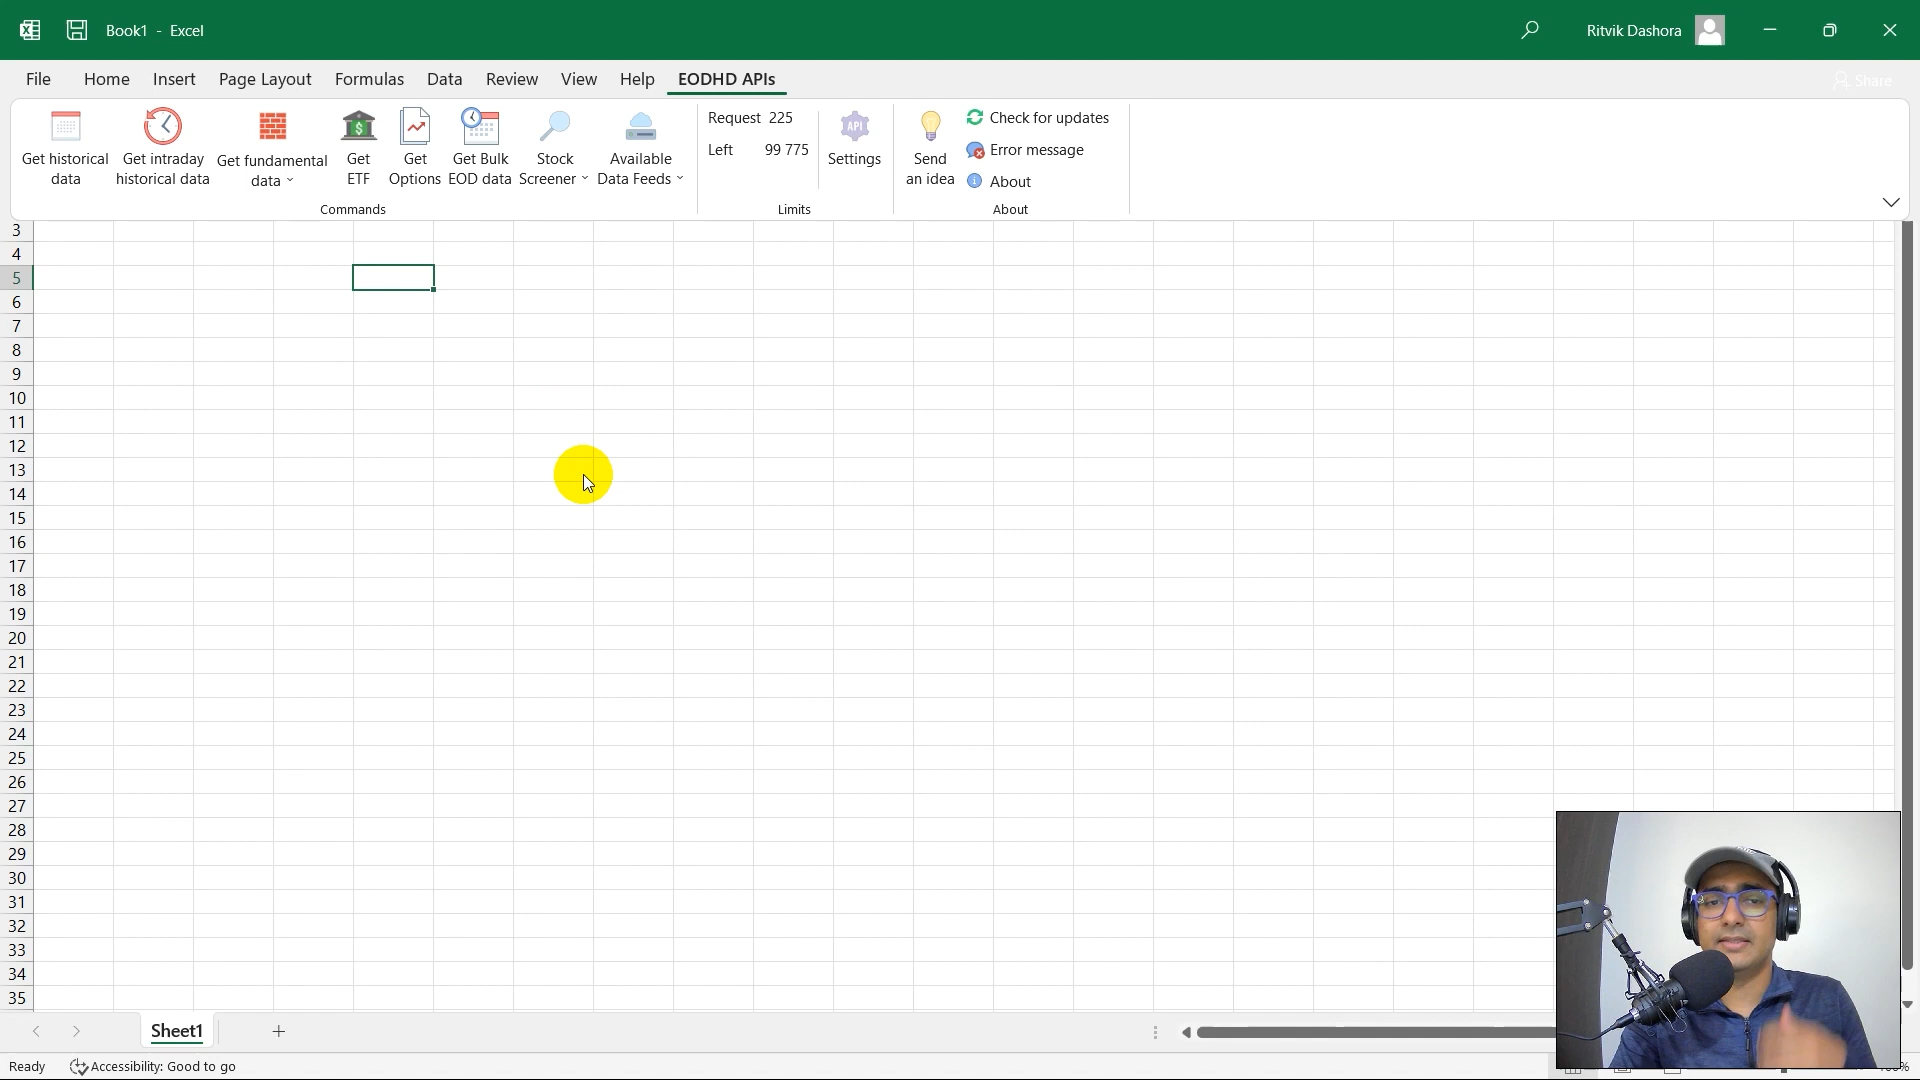 Book1 - Excel
Ritvik Dashora
File Home Insert Page Layout Formulas Data Review View Help EODHD APIs
Share
Get historical data
Get intraday historical data
Get fundamental data
Get ETF
Get Options
Get Bulk EOD data
Stock Screener
Available Data Feeds
Commands
Request 225
Left 99 775
API
Settings
Limits
Send an idea
Check for updates
Error message
About
About
3
4
5
6
7
8
9
10
11
12
13
14
15
16
17
18
19
20
21
22
23
24
25
26
27
28
29
30
31
32
33
34
35
Sheet1
Ready
Accessibility: Good to go